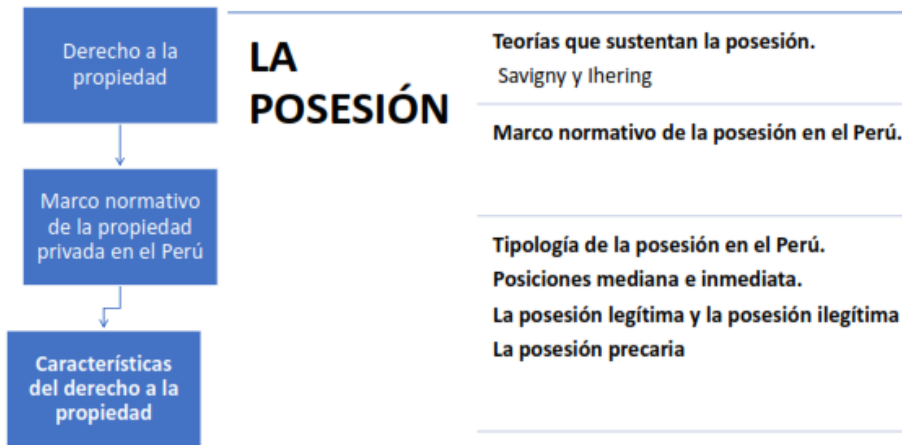 Derecho a la
propiedad
Marco normativo
de la propiedad
privada en el Perú
Características
del derecho a la
propiedad
LA
POSESIÓN
Teorías que sustentan la posesión.
Savigny y Ihering
Marco normativo de la posesión en el Perú.
Tipología de la posesión en el Perú.
Posiciones mediana e inmediata.
La posesión legítima y la posesión ilegítima
La posesión precaria